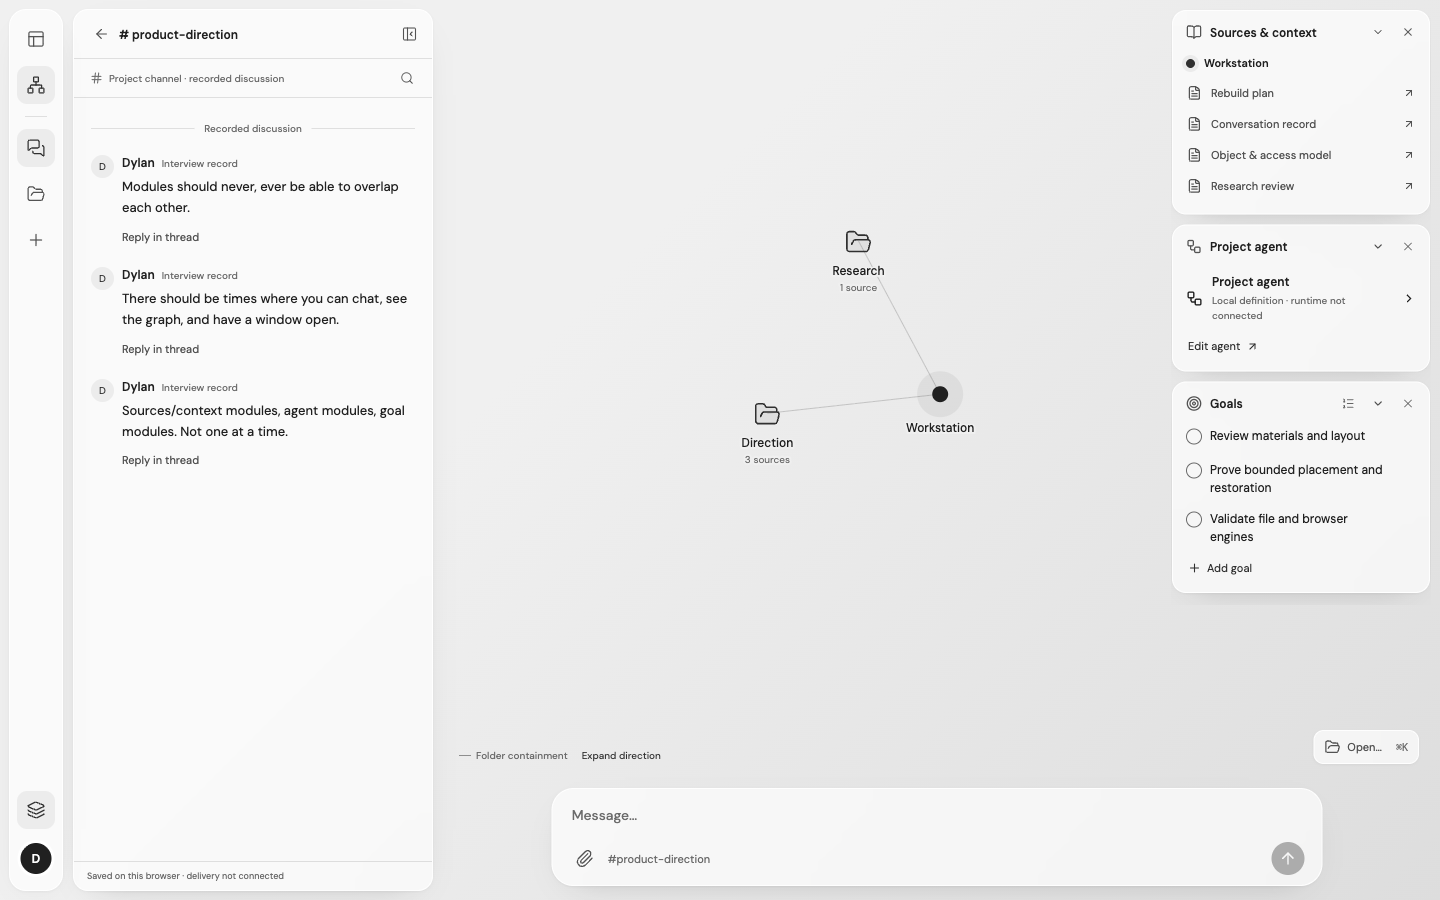 # product-direction
Project channel · recorded discussion
Recorded discussion
D
Dylan Interview record
Modules should never, ever be able to overlap
each other.
Reply in thread
D
Dylan Interview record
There should be times where you can chat, see
the graph, and have a window open.
Reply in thread
D
Dylan Interview record
Sources/context modules, agent modules, goal
modules. Not one at a time.
Reply in thread
Saved on this browser · delivery not connected
D
Research
1 source
Direction
3 sources
Workstation
Folder containment Expand direction
Open... ⌘K
Message...
#product-direction
Sources & context
Workstation
Rebuild plan
Conversation record
Object & access model
Research review
Project agent
Project agent
Local definition · runtime not
connected
Edit agent
Goals
Review materials and layout
Prove bounded placement and
restoration
Validate file and browser
engines
Add goal